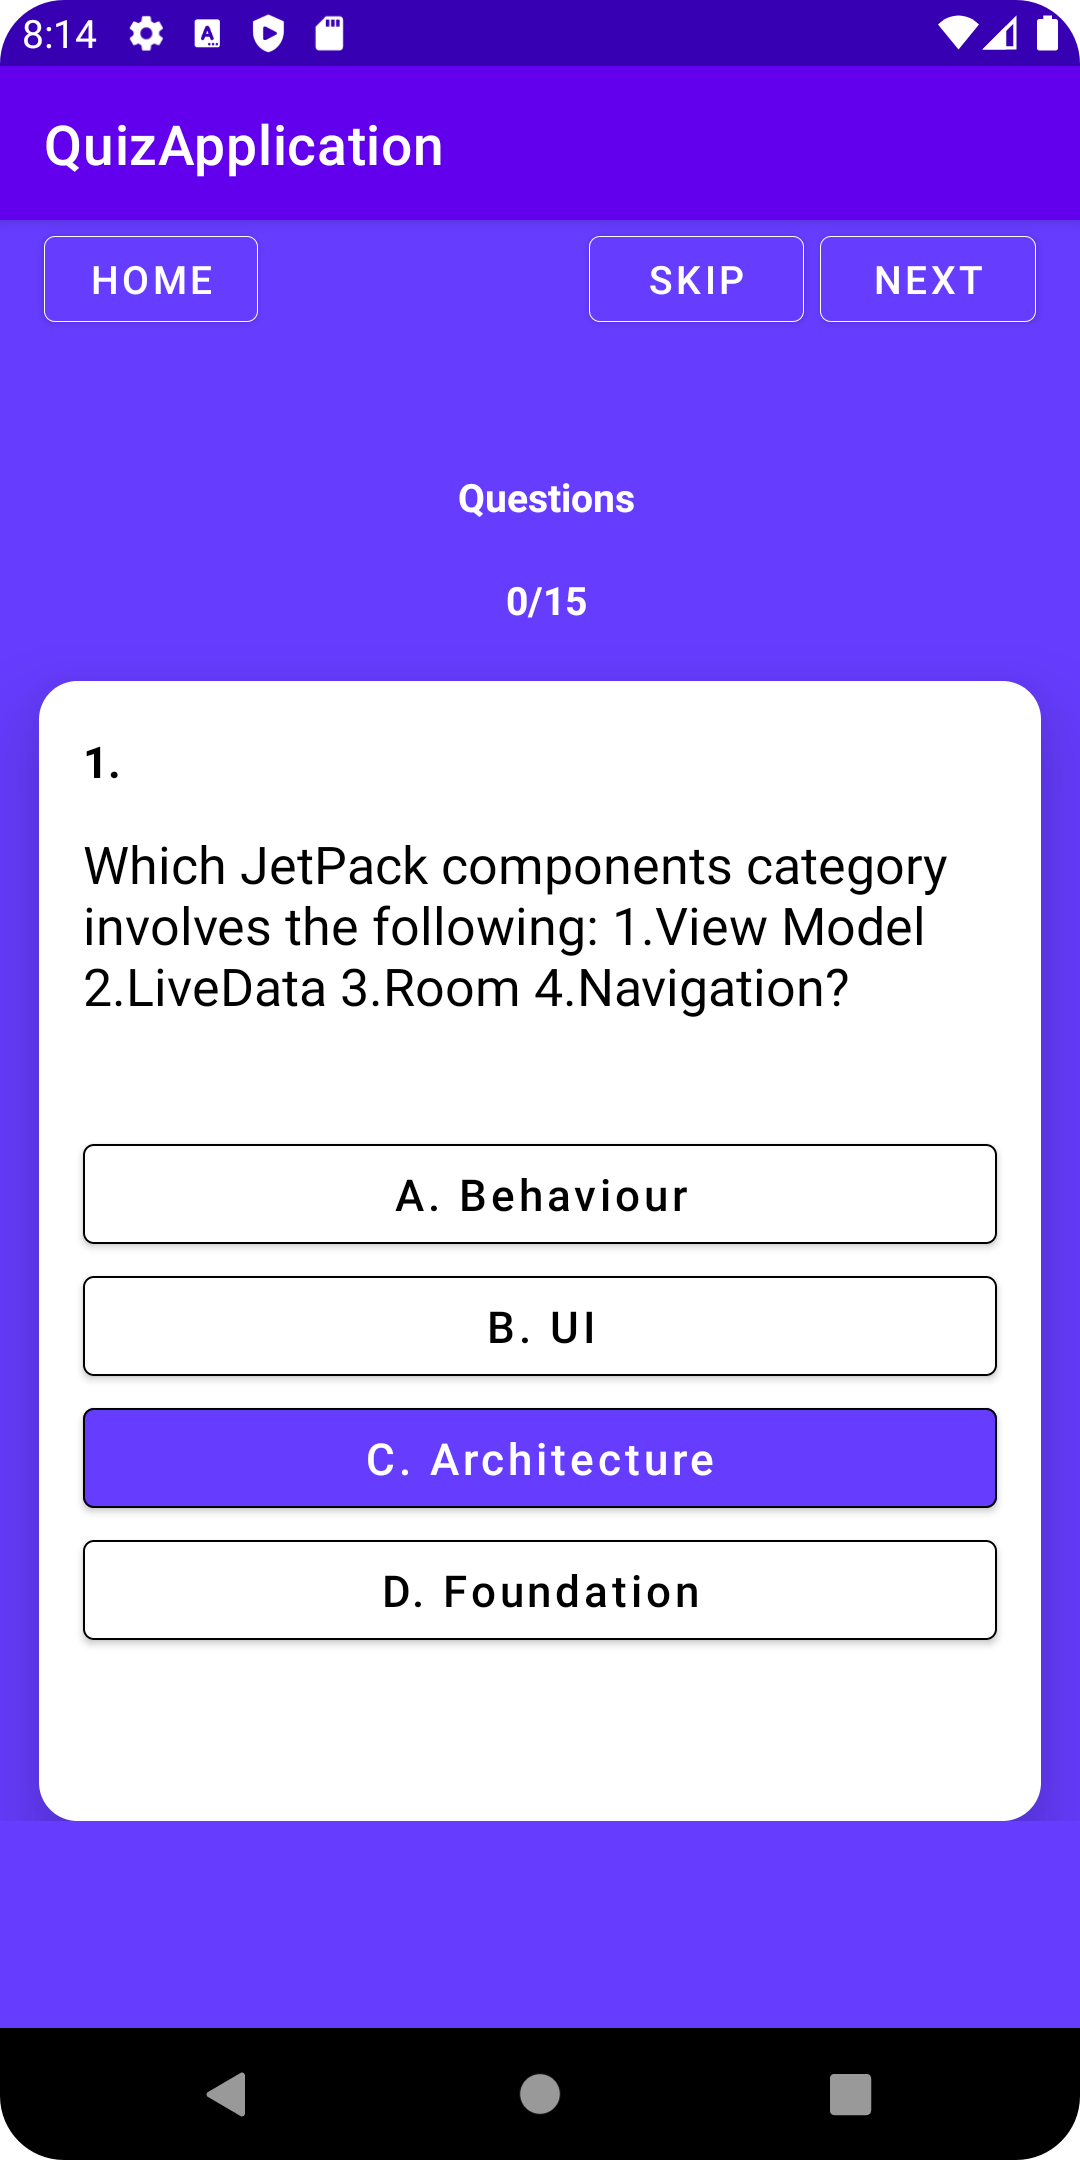 8:14
QuizApplication
HOME SKIP NEXT
Questions
0/15
1.
Which JetPack components category
involves the following: 1.View Model
2.LiveData 3.Room 4.Navigation?
A. Behaviour
B. UI
C. Architecture
D. Foundation